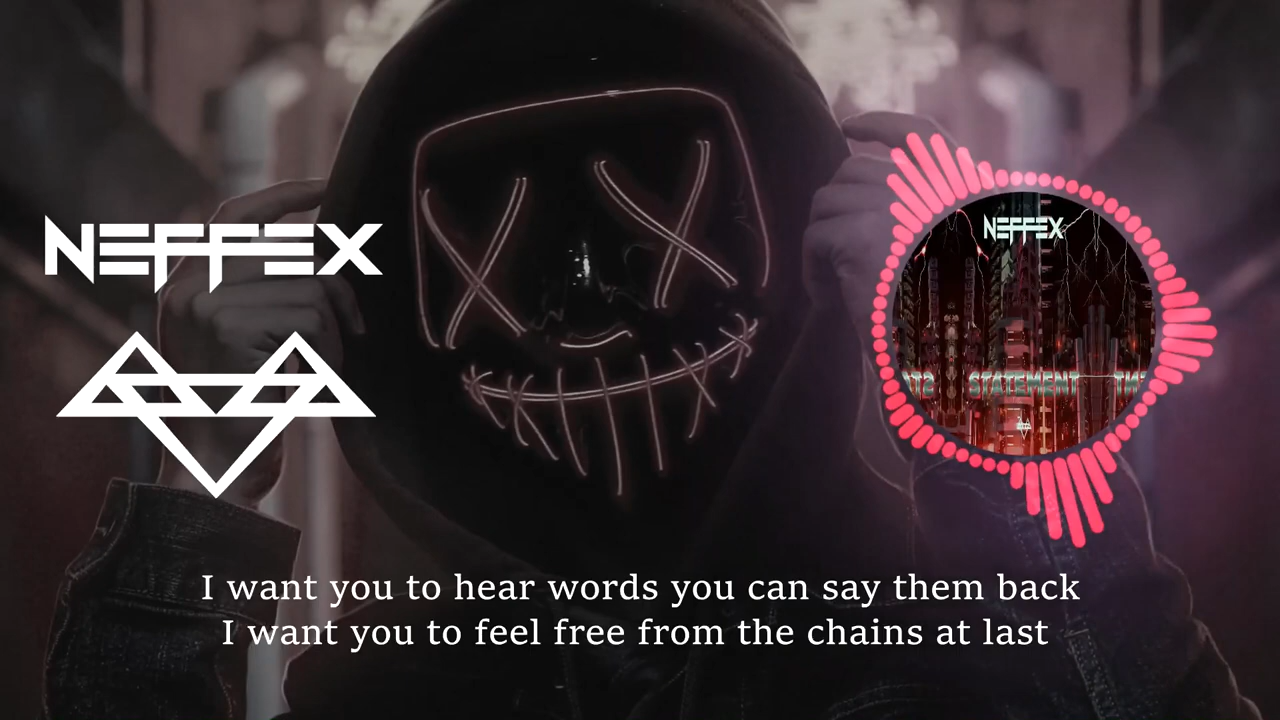 NEFFEX
NEFFEX
STATEMENT
I want you to hear words you can say them back
I want you to feel free from the chains at last